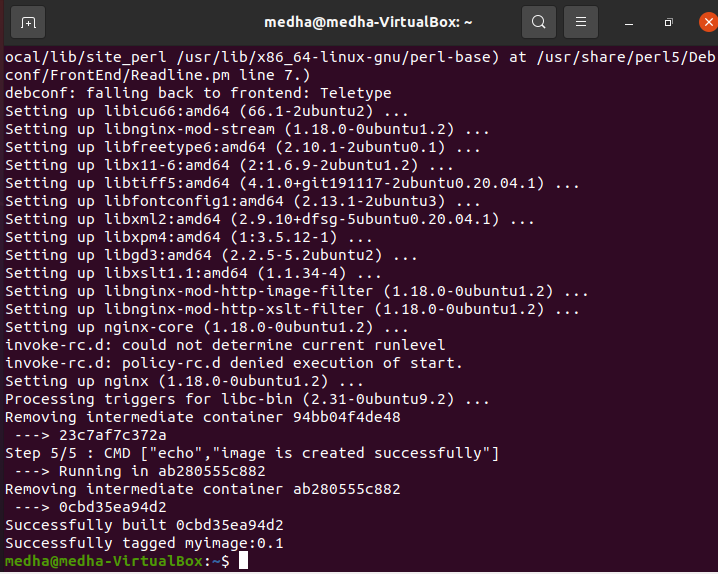 medha@medha-VirtualBox: ~
ocal/lib/site_perl /usr/lib/x86_64-linux-gnu/perl-base) at /usr/share/perl5/Deb
conf/FrontEnd/Readline.pm line 7.)
debconf: falling back to frontend: Teletype
Setting up libicu66:amd64 (66.1-2ubuntu2) ...
Setting up libnginx-mod-stream (1.18.0-0ubuntu1.2) ...
Setting up libfreetype6:amd64 (2.10.1-2ubuntu0.1) ...
Setting up libx11-6:amd64 (2:1.6.9-2ubuntu1.2) ...
Setting up libtiff5:amd64 (4.1.0+git191117-2ubuntu0.20.04.1) ...
Setting up libfontconfig1:amd64 (2.13.1-2ubuntu3) ...
Setting up libxml2:amd64 (2.9.10+dfsg-5ubuntu0.20.04.1) ...
Setting up libxpm4:amd64 (1:3.5.12-1) ...
Setting up libgd3:amd64 (2.2.5-5.2ubuntu2) ...
Setting up libxslt1.1:amd64 (1.1.34-4) ...
Setting up libnginx-mod-http-image-filter (1.18.0-0ubuntu1.2) ...
Setting up libnginx-mod-http-xslt-filter (1.18.0-0ubuntu1.2) ...
Setting up nginx-core (1.18.0-0ubuntu1.2) ...
invoke-rc.d: could not determine current runlevel
invoke-rc.d: policy-rc.d denied execution of start.
Setting up nginx (1.18.0-0ubuntu1.2) ...
Processing triggers for libc-bin (2.31-0ubuntu9.2) ...
Removing intermediate container 94bb04f4de48
 ---> 23c7af7c372a
Step 5/5 : CMD ["echo","image is created successfully"]
 ---> Running in ab280555c882
Removing intermediate container ab280555c882
 ---> 0cbd35ea94d2
Successfully built 0cbd35ea94d2
Successfully tagged myimage:0.1
medha@medha-VirtualBox:~$